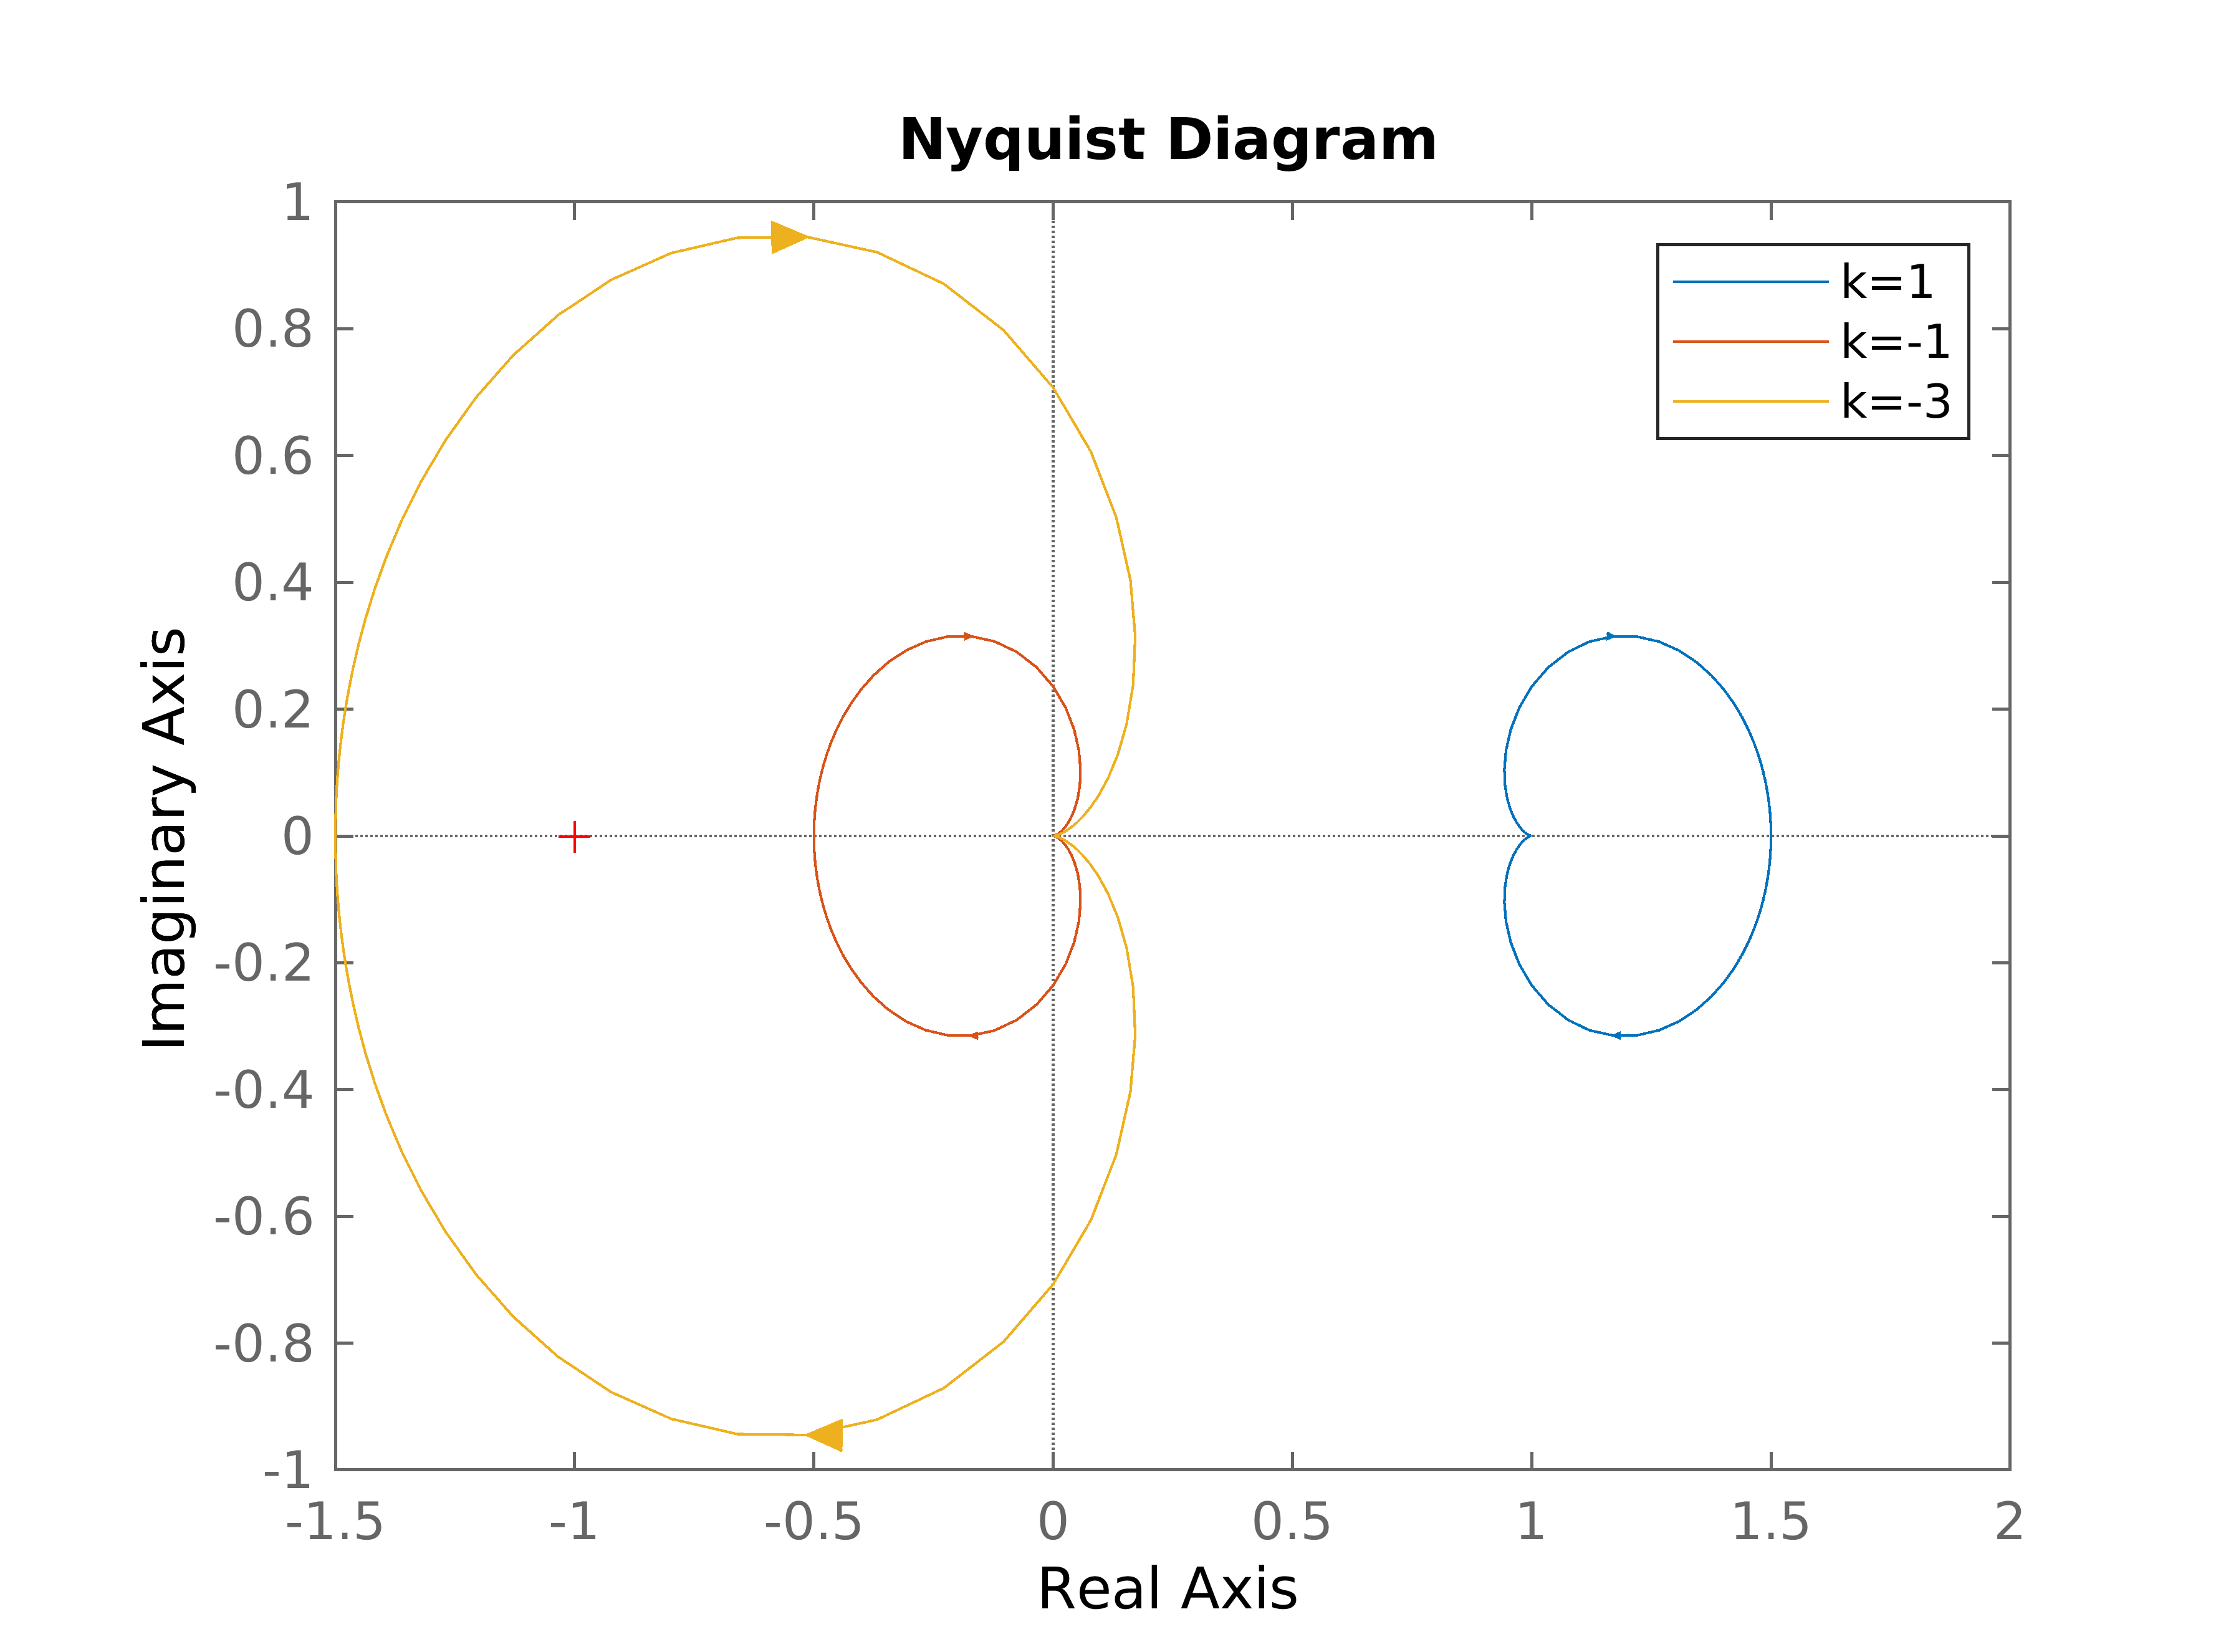 Nyquist Diagram
1
0.8
0.6
0.4
0.2
0
-0.2
-0.4
-0.6
-0.8
-1
Imaginary Axis
k=1
k=-1
k=-3
-1.5 -1 -0.5 0 0.5 1 1.5 2
Real Axis